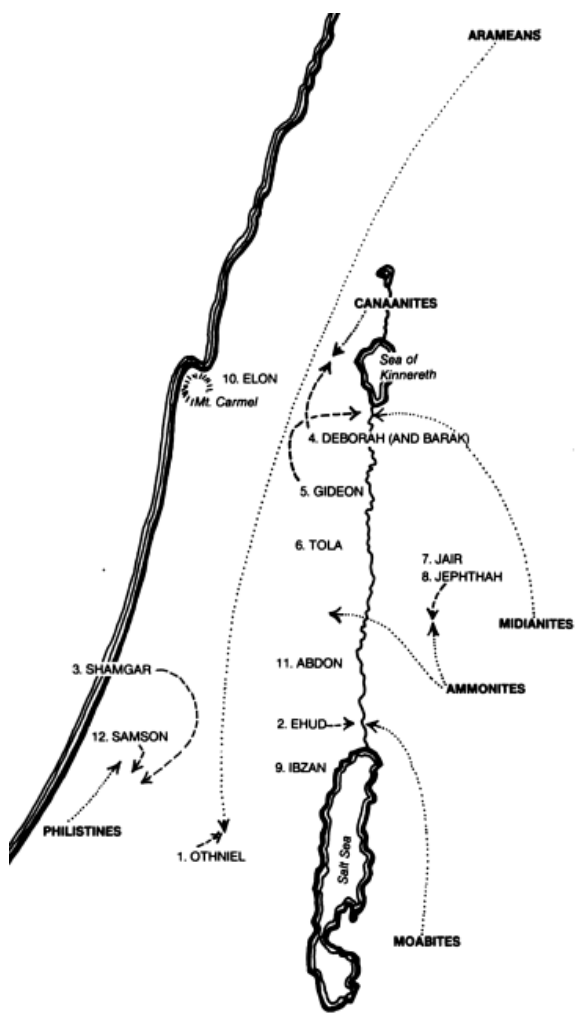 ARAMEANS
CANAANITES
Sea of
Kinnereth
10. ELON
Mt. Carmel
4. DEBORAH (AND BARAK)
5. GIDEON
6. TOLA
7. JAIR
8. JEPHTHAH
MIDIANITES
3. SHAMGAR
11. ABDON
AMMONITES
2. EHUD
12. SAMSON
9. IBZAN
PHILISTINES
1. OTHNIEL
Salt Sea
MOABITES